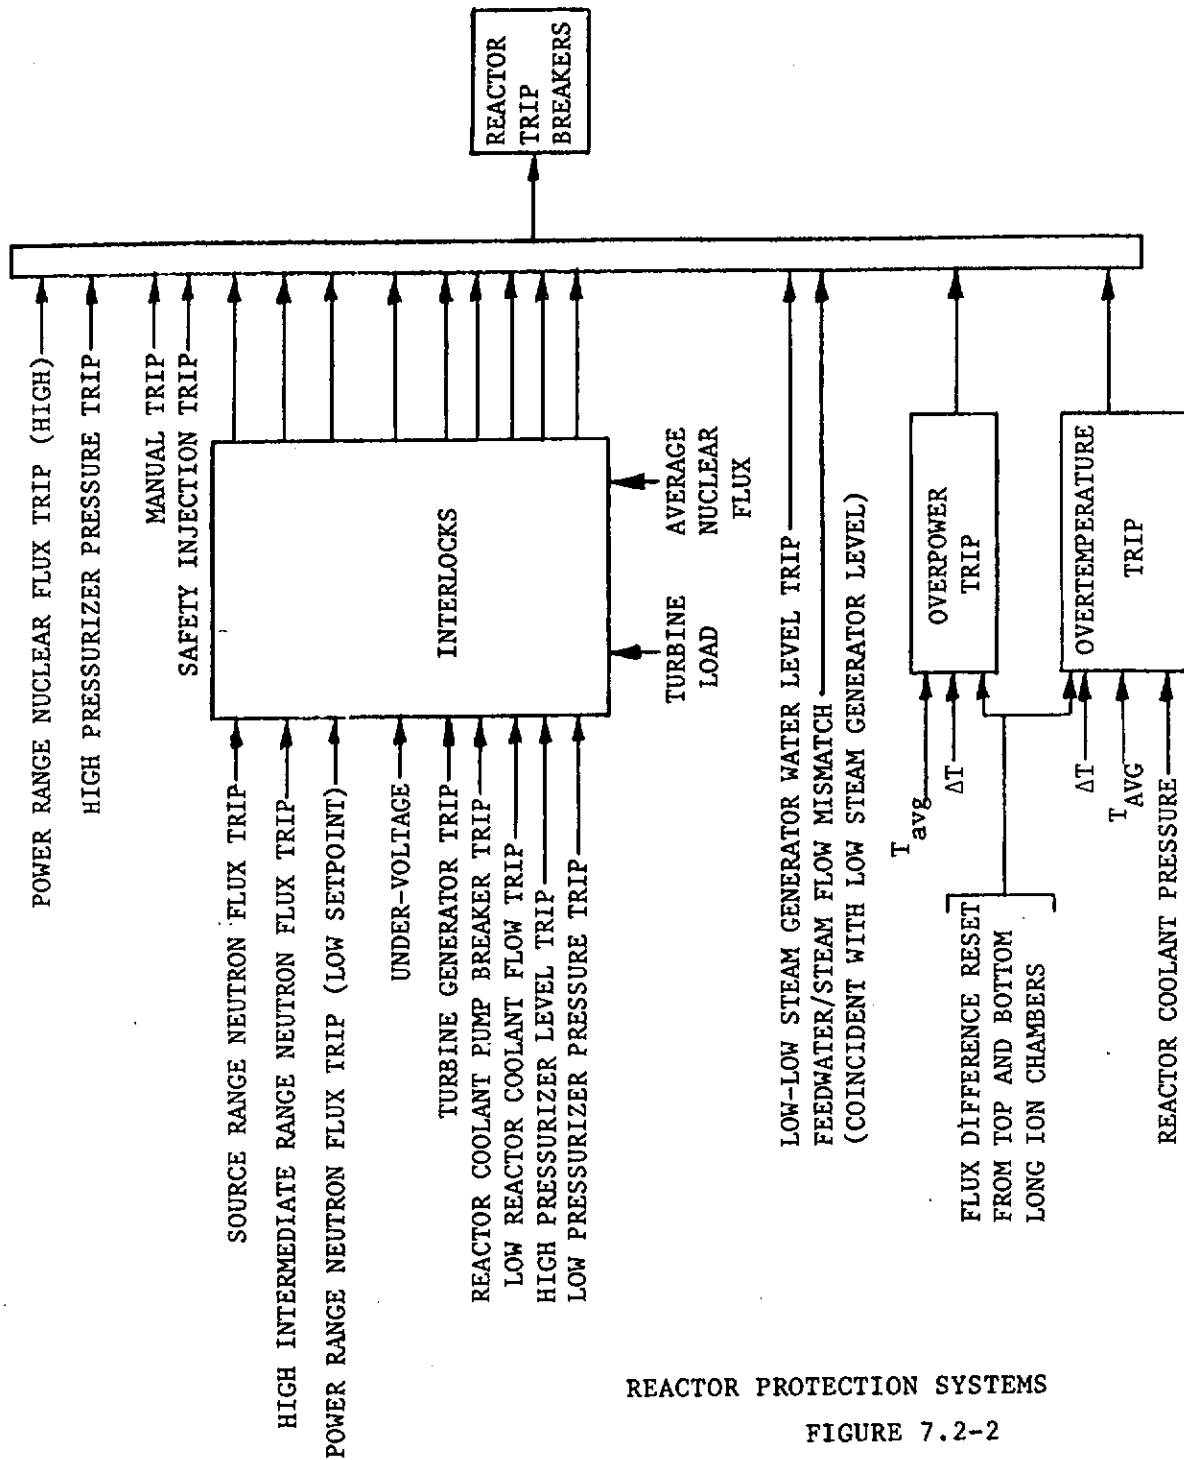 REACTOR
TRIP
BREAKERS
POWER RANGE NUCLEAR FLUX TRIP (HIGH)
HIGH PRESSURIZER PRESSURE TRIP
MANUAL TRIP
SAFETY INJECTION TRIP
SOURCE RANGE NEUTRON FLUX TRIP
HIGH INTERMEDIATE RANGE NEUTRON FLUX TRIP
POWER RANGE NEUTRON FLUX TRIP (LOW SETPOINT)
UNDER-VOLTAGE
TURBINE GENERATOR TRIP
REACTOR COOLANT PUMP BREAKER TRIP
LOW REACTOR COOLANT FLOW TRIP
HIGH PRESSURIZER LEVEL TRIP
LOW PRESSURIZER PRESSURE TRIP
INTERLOCKS
TURBINE
LOAD
AVERAGE
NUCLEAR
FLUX
LOW-LOW STEAM GENERATOR WATER LEVEL TRIP
FEEDWATER/STEAM FLOW MISMATCH
(COINCIDENT WITH LOW STEAM GENERATOR LEVEL)
Tavg
ΔT
OVERPOWER
TRIP
FLUX DIFFERENCE RESET
FROM TOP AND BOTTOM
LONG ION CHAMBERS
ΔT
TAVG
REACTOR COOLANT PRESSURE
OVERTEMPERATURE
TRIP
REACTOR PROTECTION SYSTEMS
FIGURE 7.2-2